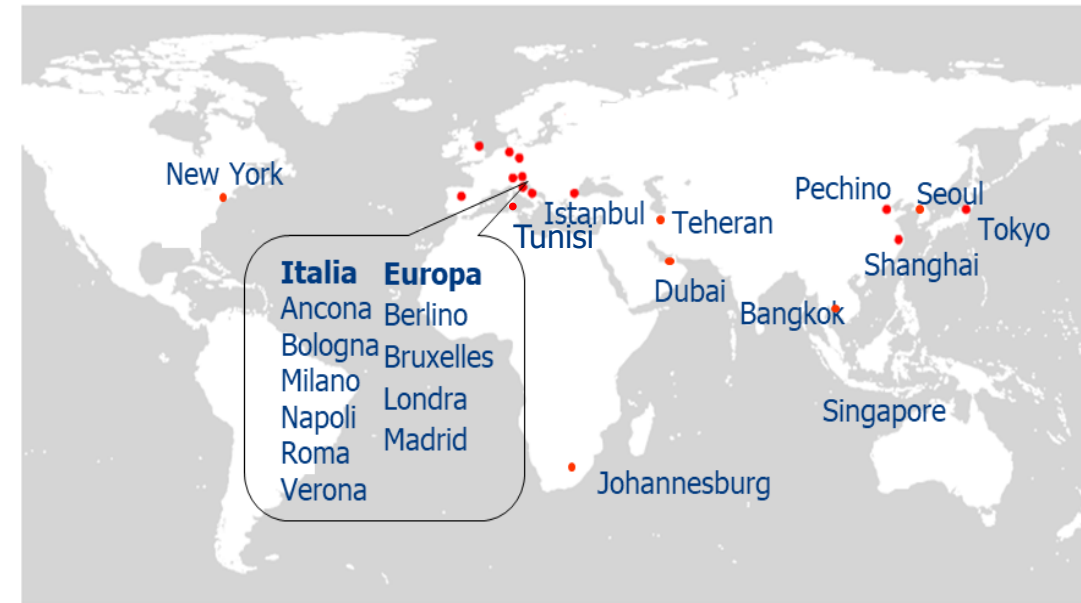 New York
Istanbul
Tunisi
Teheran
Dubai
Pechino
Seoul
Tokyo
Shanghai
Bangkok
Singapore
Johannesburg
Italia
Ancona
Bologna
Milano
Napoli
Roma
Verona
Europa
Berlino
Bruxelles
Londra
Madrid